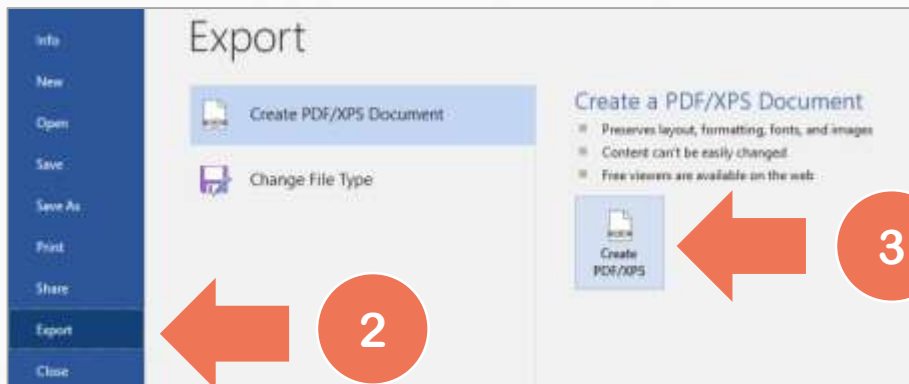 Info
New
Open
Save
Save As
Print
Share
Export
Close
Export
Create PDF/XPS Document
Change File Type
Create a PDF/XPS Document
Preserves layout, formatting, fonts, and images
Content can't be easily changed
Free viewers are available on the web
Create
PDF/XPS
3
2